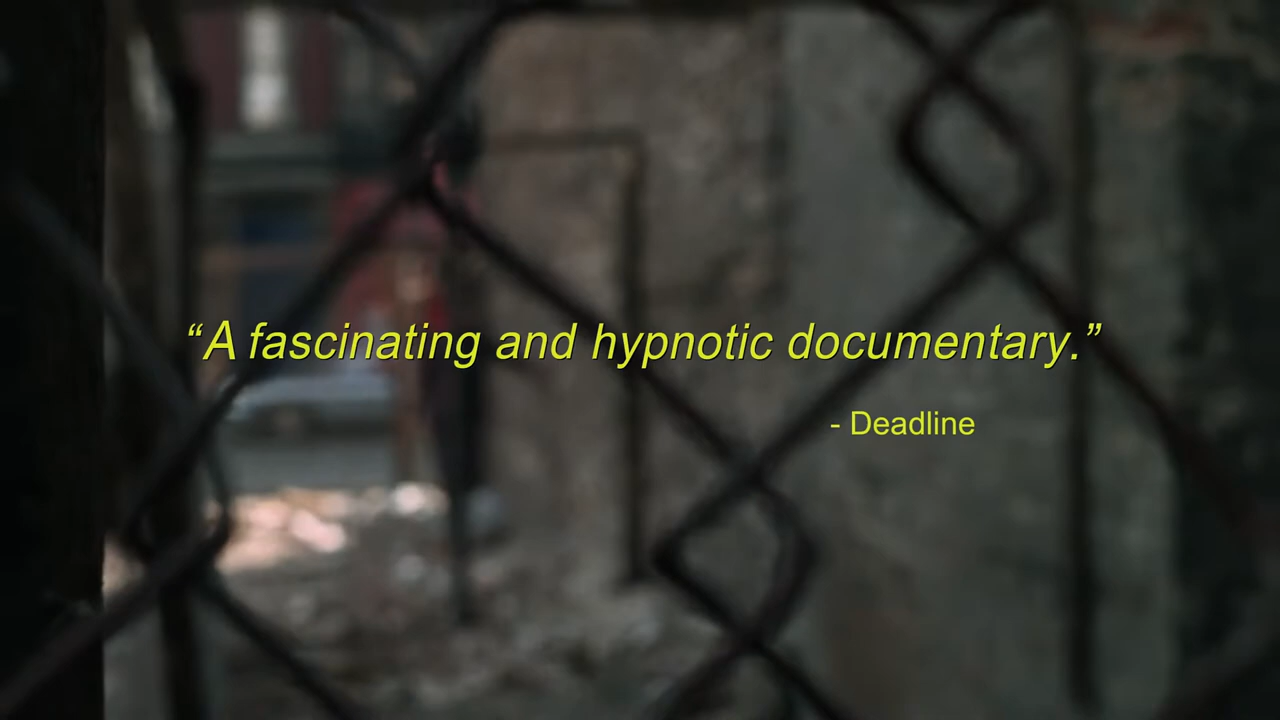 “A fascinating and hypnotic documentary.”
- Deadline